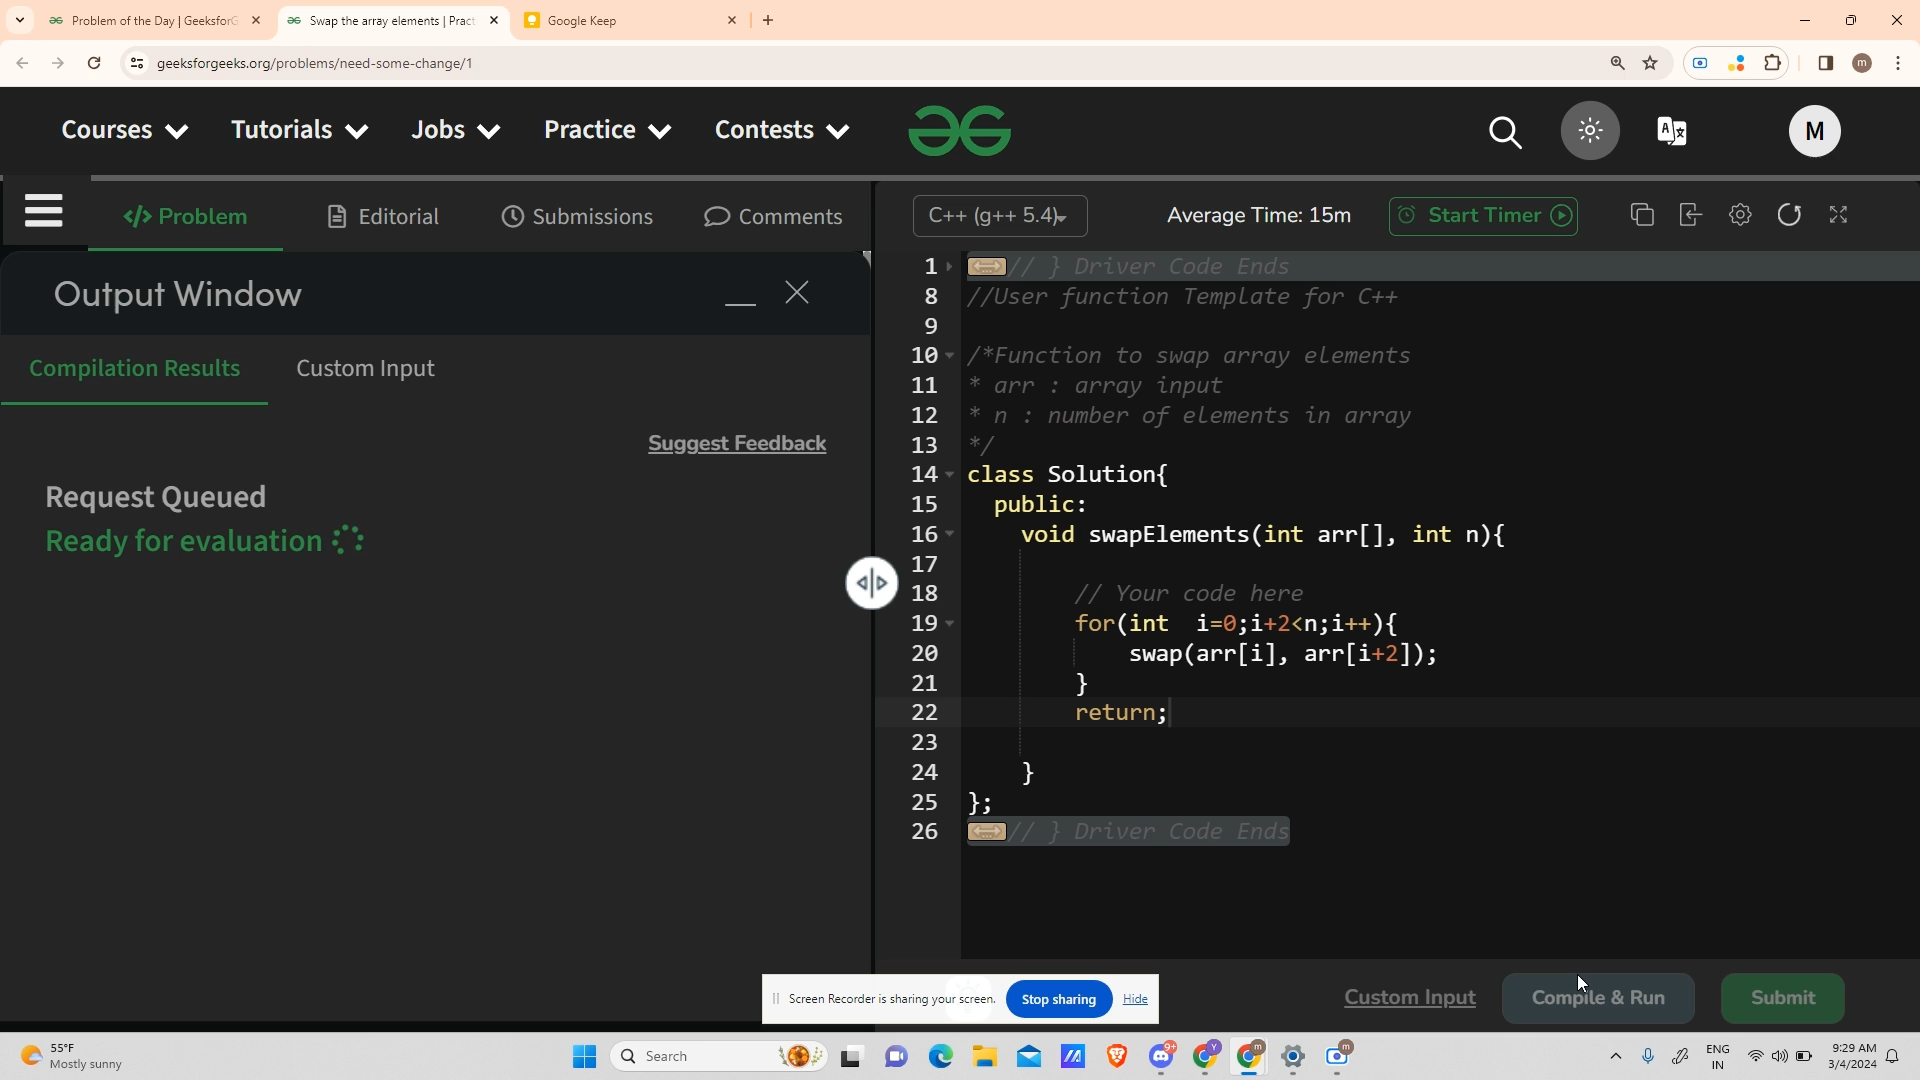 Problem of the Day | GeeksforG
Swap the array elements | Pract
Google Keep
geeksforgeeks.org/problems/need-some-change/1
m
Courses
Tutorials
Jobs
Practice
Contests
M
</> Problem
Editorial
Submissions
Comments
C++ (g++ 5.4)
Average Time: 15m
Start Timer
Output Window
Compilation Results
Custom Input
Suggest Feedback
Request Queued
Ready for evaluation
1 // } Driver Code Ends
8 //User function Template for C++
9
10 /*Function to swap array elements
11 * arr : array input
12 * n : number of elements in array
13 */
14 class Solution{
15 public:
16 void swapElements(int arr[], int n){
17
18 // Your code here
19 for(int  i=0;i+2<n;i++){
20 swap(arr[i], arr[i+2]);
21 }
22 return;
23
24 }
25 };
26 // } Driver Code Ends
Screen Recorder is sharing your screen.
Stop sharing
Hide
Custom Input
Compile & Run
Submit
55°F
Mostly sunny
Search
9+
Y
m
m
ENG
IN
9:29 AM
3/4/2024